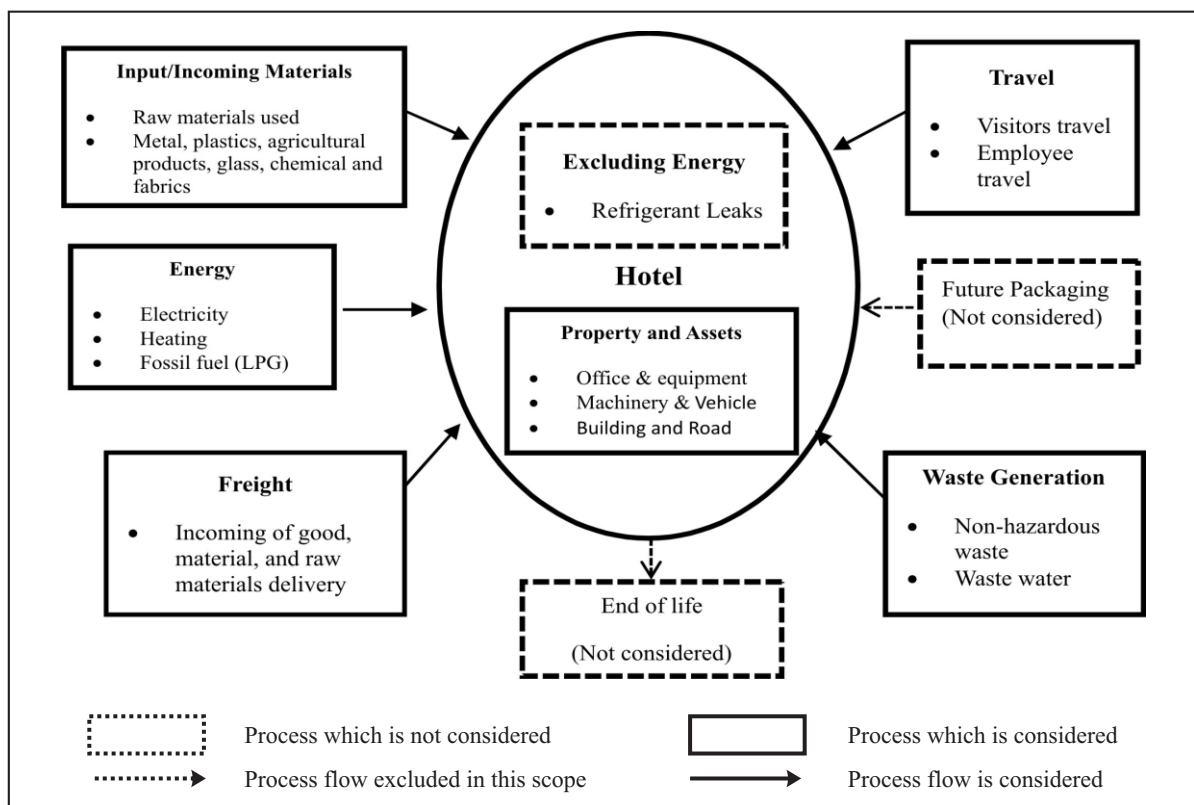 Input/Incoming Materials
• Raw materials used
• Metal, plastics, agricultural
products, glass, chemical and
fabrics
Energy
• Electricity
• Heating
• Fossil fuel (LPG)
Freight
• Incoming of good,
material, and raw
materials delivery
Excluding Energy
• Refrigerant Leaks
Hotel
Property and Assets
• Office & equipment
• Machinery & Vehicle
• Building and Road
End of life
(Not considered)
Travel
• Visitors travel
• Employee
travel
Future Packaging
(Not considered)
Waste Generation
• Non-hazardous
waste
• Waste water
Process which is not considered
Process which is considered
Process flow excluded in this scope
Process flow is considered